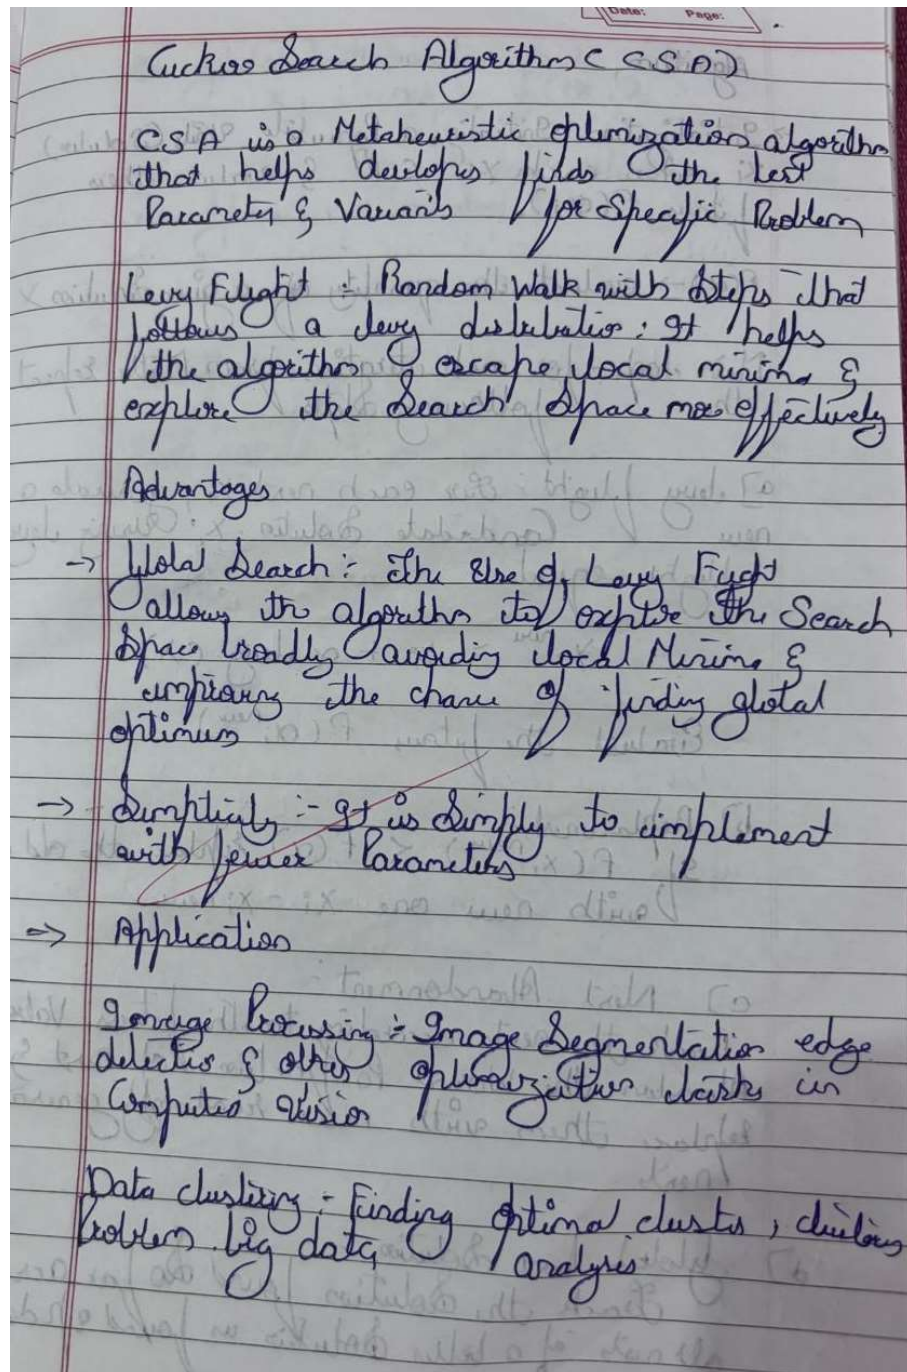 Date: Page:
Cuckoo Search Algorithm (CSA)
CSA is a Metaheuristic optimization algorithm
that helps develops finds the best
Parameters & Variants for Specific Problem
Levy Flight :- Random Walk with steps that
follows a levy distribution; It helps
the algorithm escape local minima &
explore the Search Space more effectively
Advantages
→ Global Search :- The Use of Levy Flight
allows the algorithm to explore the Search
Space broadly avoiding local Minima &
improving the chance of finding global
optimum
→ Simplicity :- It is Simply to implement
with fewer Parameters
→ Application
Image Processing :- Image Segmentation edge
detection & other optimization tasks in
Computer Vision
Data clustering :- Finding optimal clusters,
Problem big data analysis